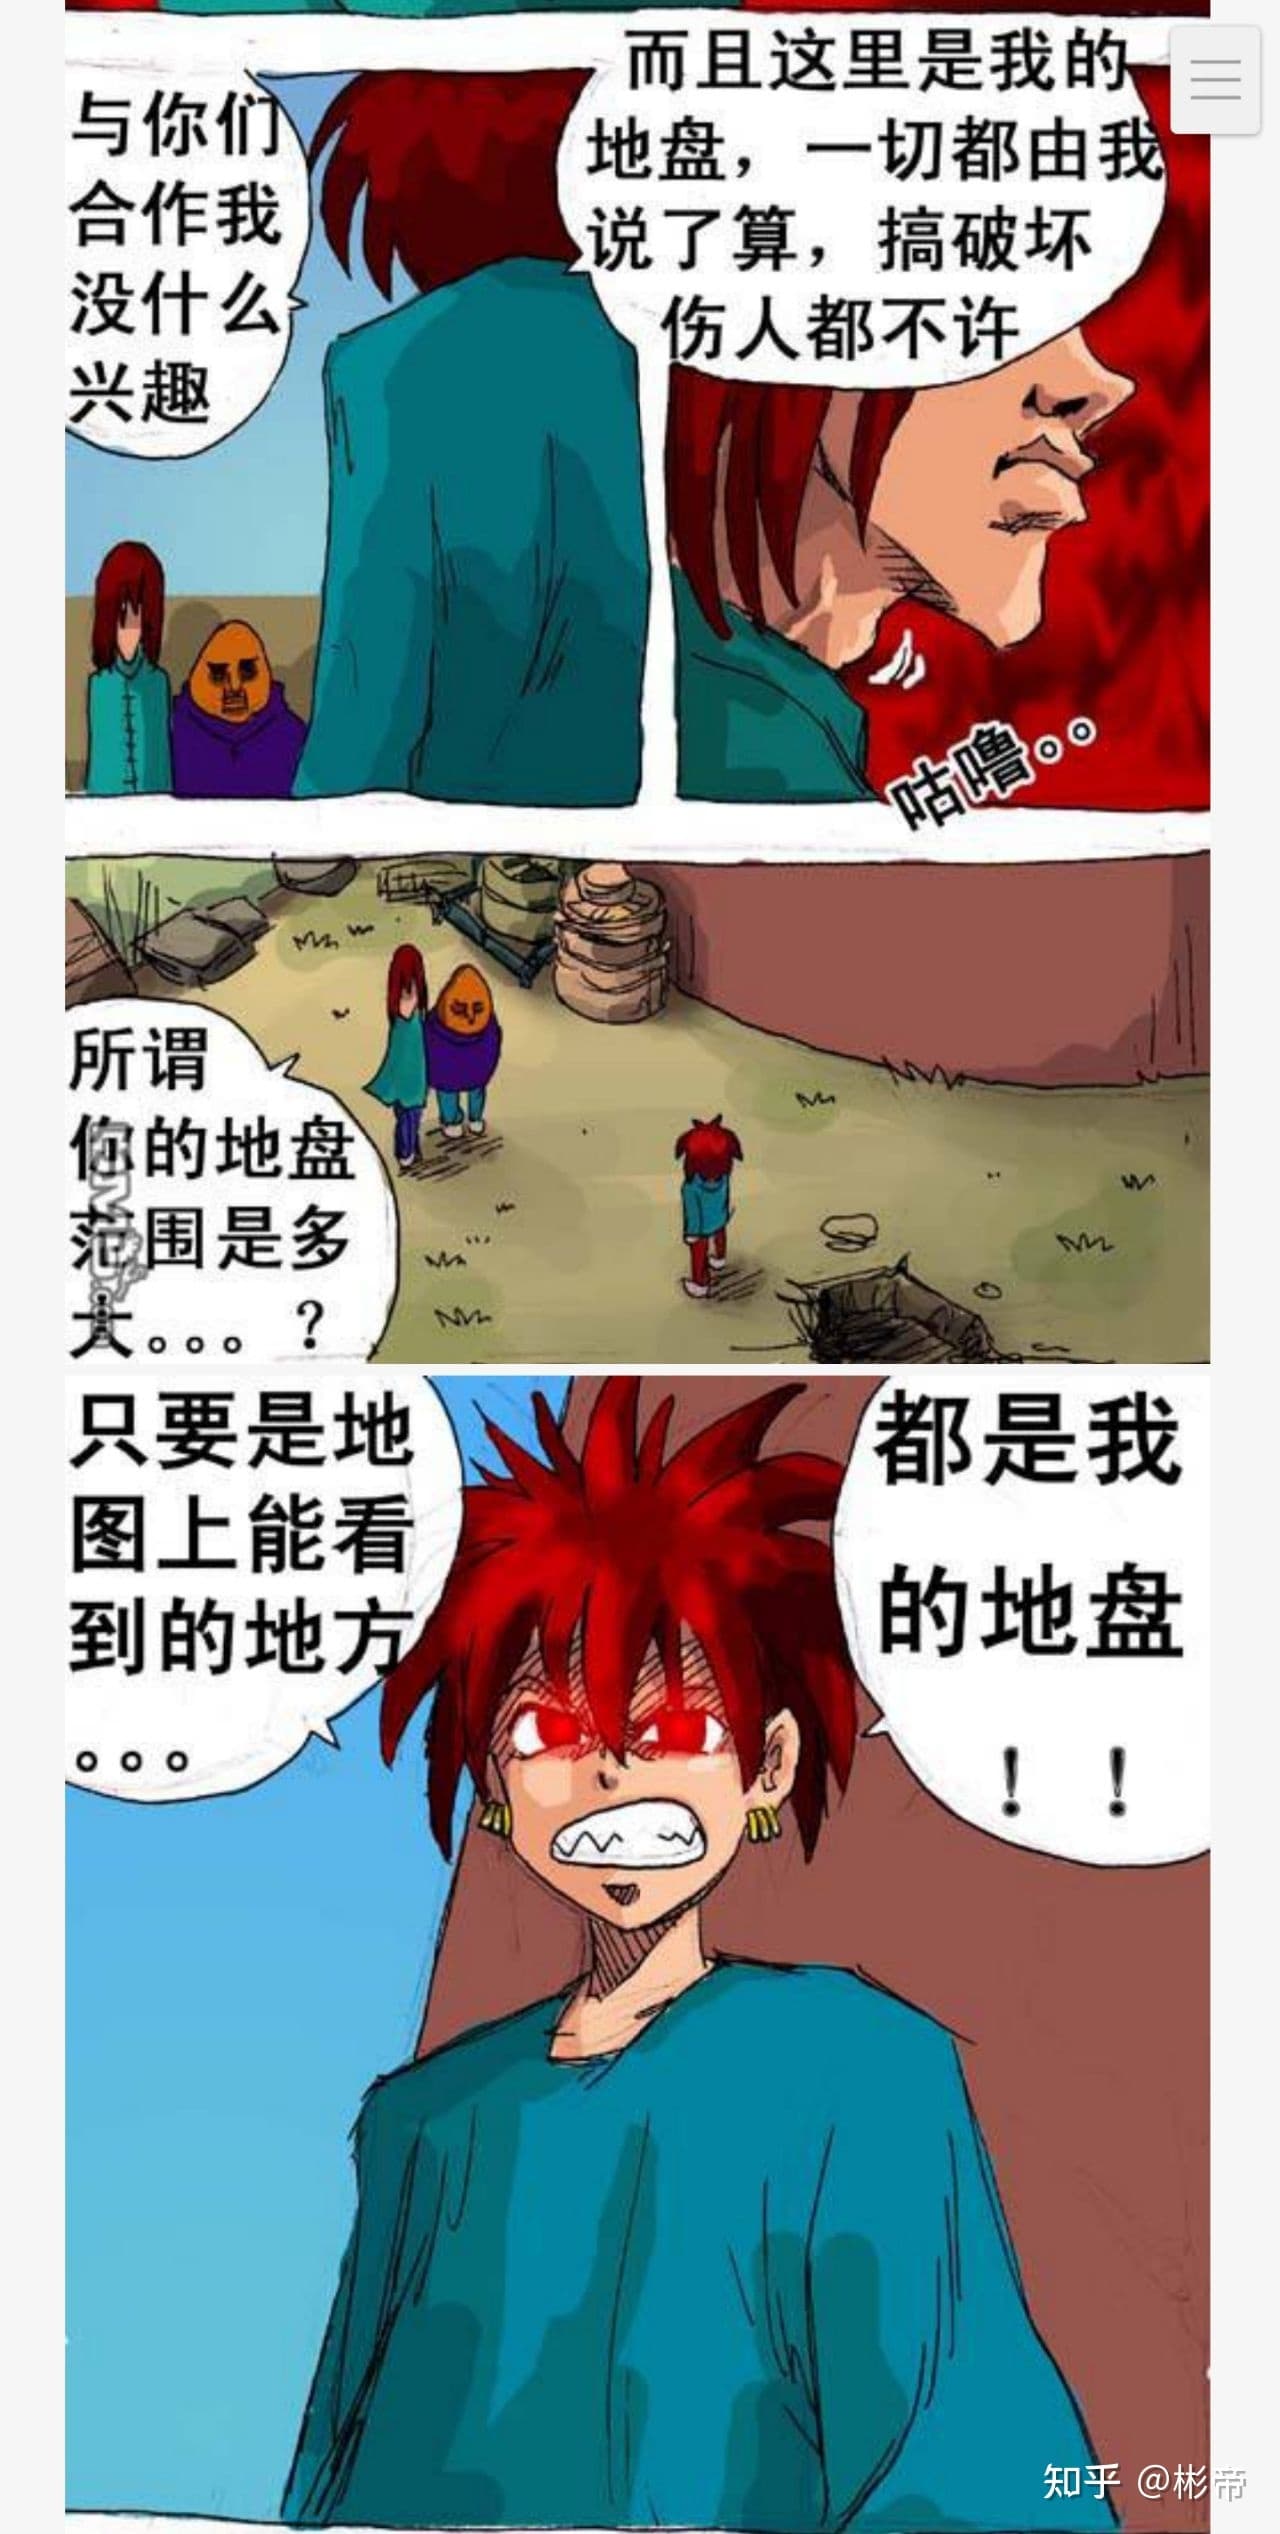 与你们
合作我
没什么
兴趣
而且这里是我的
地盘，一切都由我
说了算，搞破坏
伤人都不许
咕噜。。
所谓
你的地盘
范围是多
大。。。？
只要是地
图上能看
到的地方
。。。
都是我
的地盘
！！
知乎 @彬帝